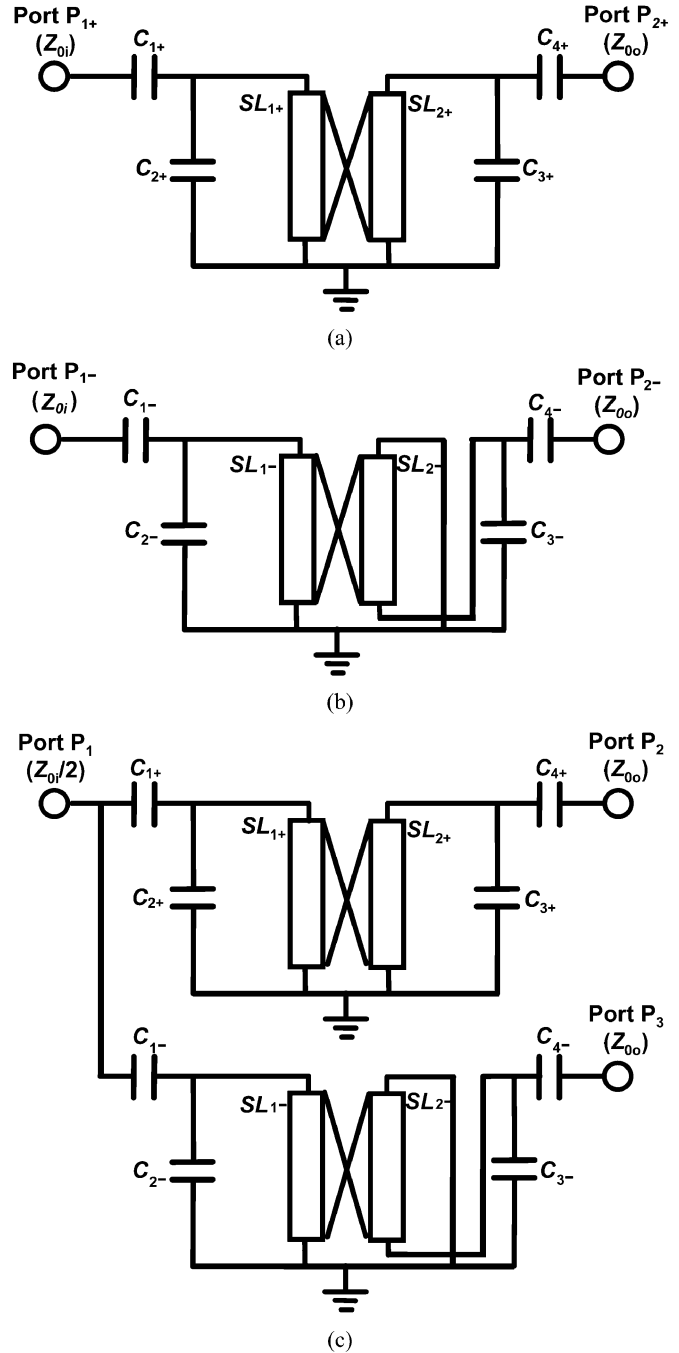 Port P1+
(Z0i)
C1+
C4+
Port P2+
(Z0o)
SL1+
SL2+
C2+
C3+
(a)
Port P1−
(Z0i)
C1−
C4−
Port P2−
(Z0o)
SL1−
SL2−
C2−
C3−
(b)
Port P1
(Z0i/2)
C1+
C4+
Port P2
(Z0o)
SL1+
SL2+
C2+
C3+
C1−
C4−
Port P3
(Z0o)
SL1−
SL2−
C2−
C3−
(c)